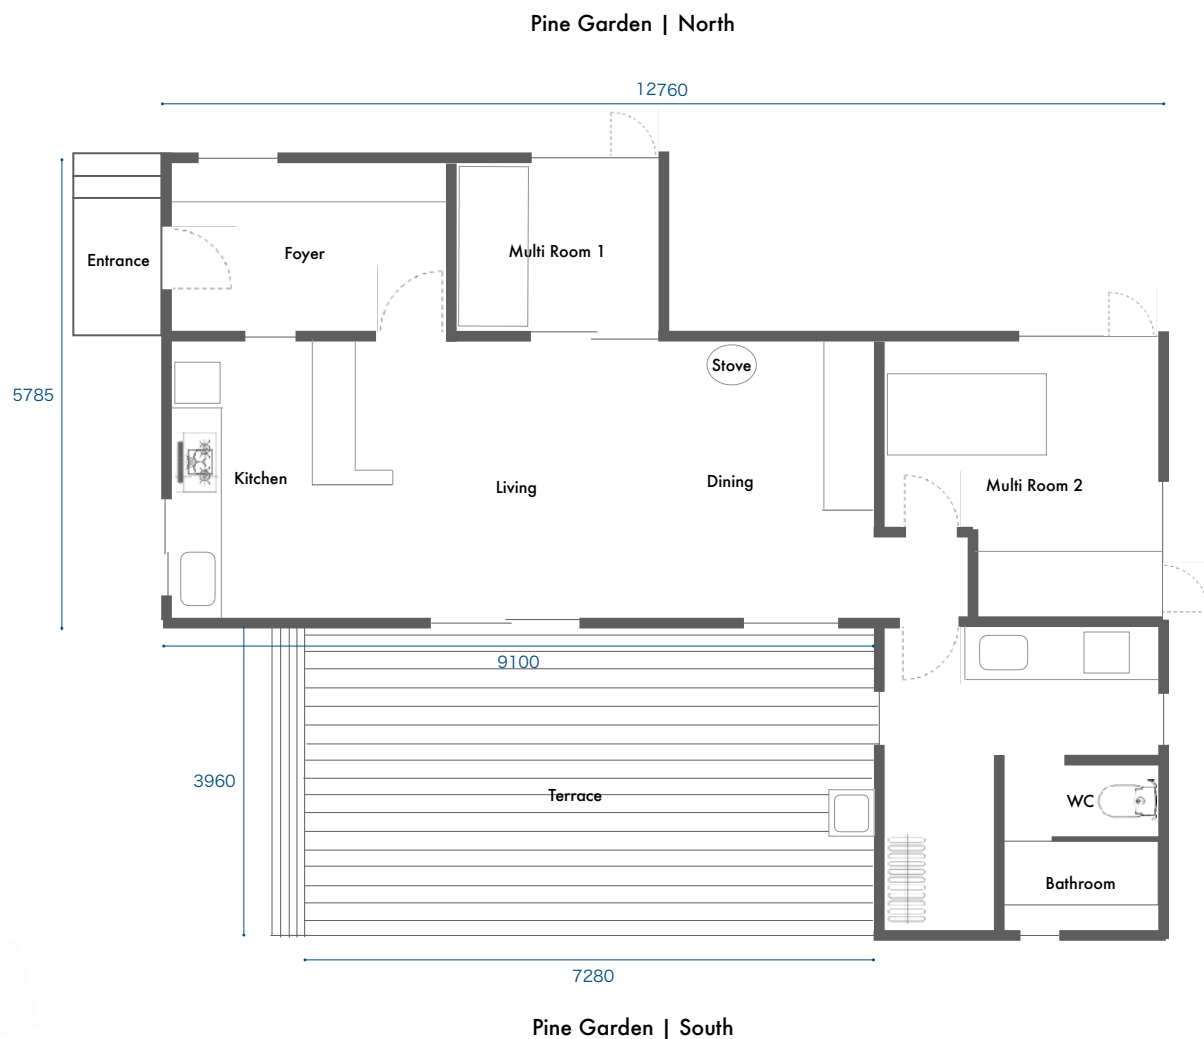 Pine Garden | North
12760
Entrance
Foyer
Multi Room 1
Stove
5785
Kitchen
Living
Dining
Multi Room 2
9100
3960
Terrace
WC
Bathroom
7280
Pine Garden | South